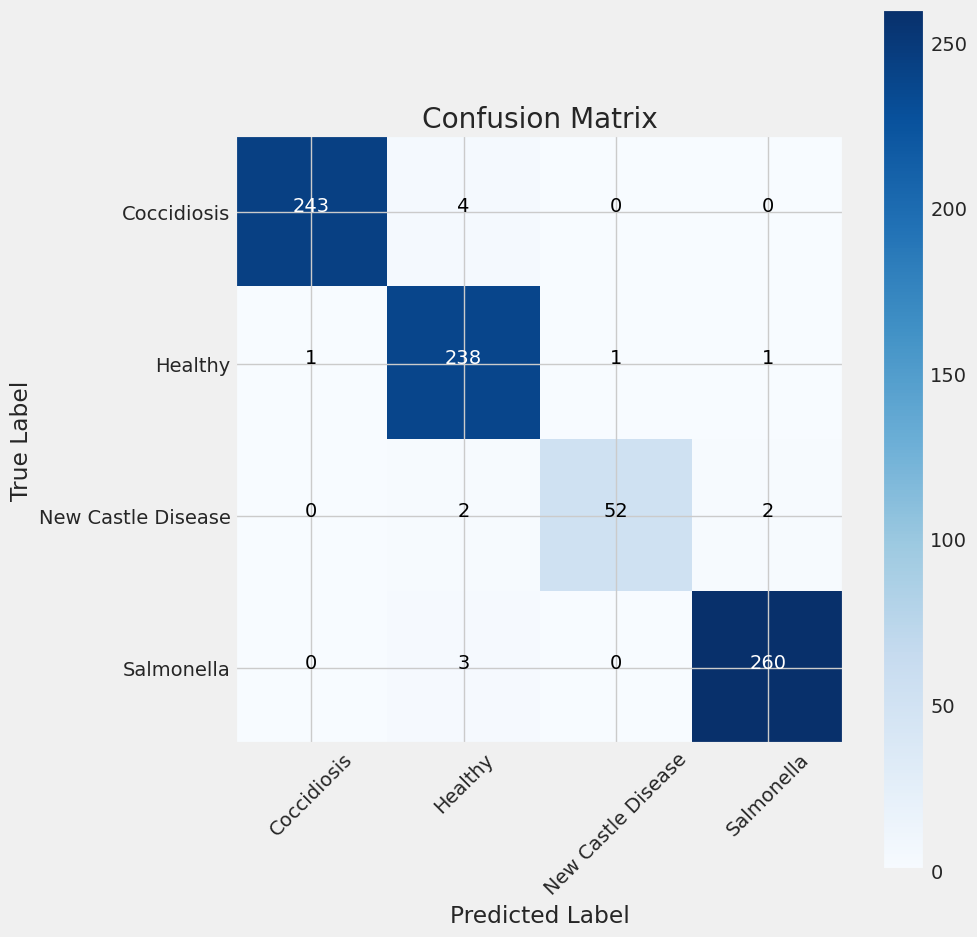 Confusion Matrix
True Label
Coccidiosis 243 4 0 0
Healthy 1 238 1 1
New Castle Disease 0 2 52 2
Salmonella 0 3 0 260
Coccidiosis
Healthy
New Castle Disease
Salmonella
Predicted Label
250
200
150
100
50
0